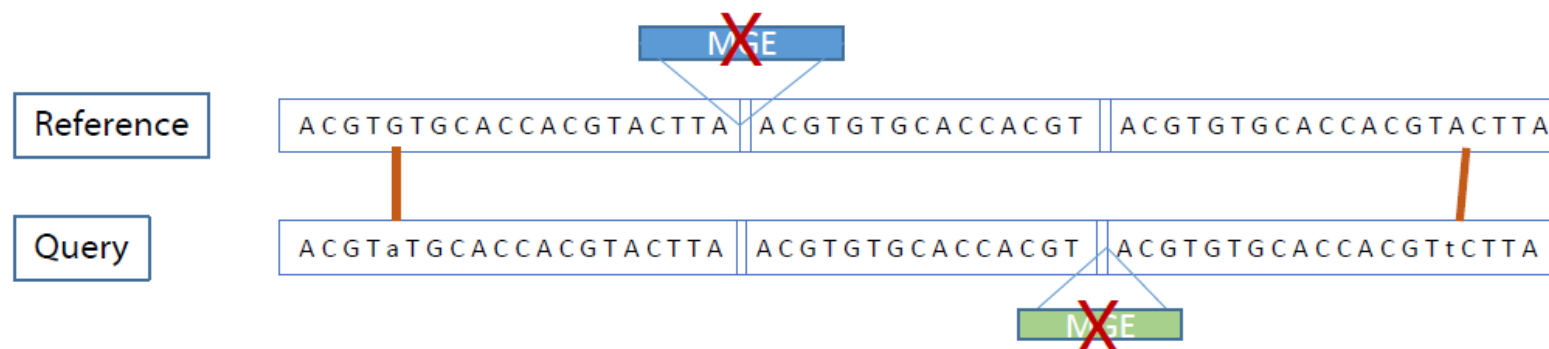 MGE
Reference
ACGTGTGCACCACGTACTTA ACGTGTGCACCACGT ACGTGTGCACCACGTACTTA
Query
ACGTaTGCACCACGTACTTA ACGTGTGCACCACGT ACGTGTGCACCACGTtCTTA
MGE